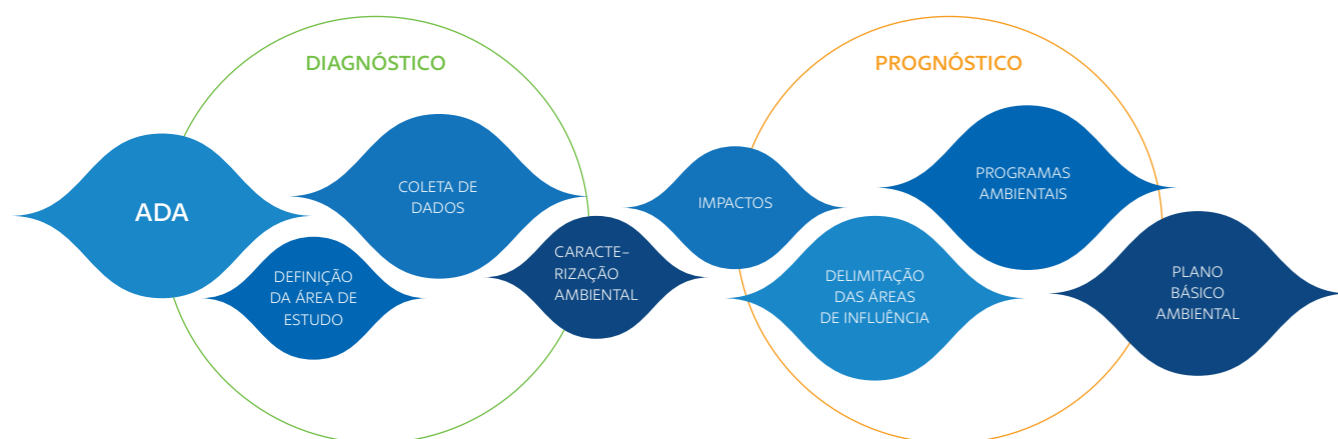 DIAGNÓSTICO
ADA
DEFINIÇÃO
DA ÁREA DE
ESTUDO
COLETA DE
DADOS
CARACTE-
RIZAÇÃO
AMBIENTAL
PROGNÓSTICO
IMPACTOS
DELIMITAÇÃO
DAS ÁREAS
DE INFLUÊNCIA
PROGRAMAS
AMBIENTAIS
PLANO
BÁSICO
AMBIENTAL